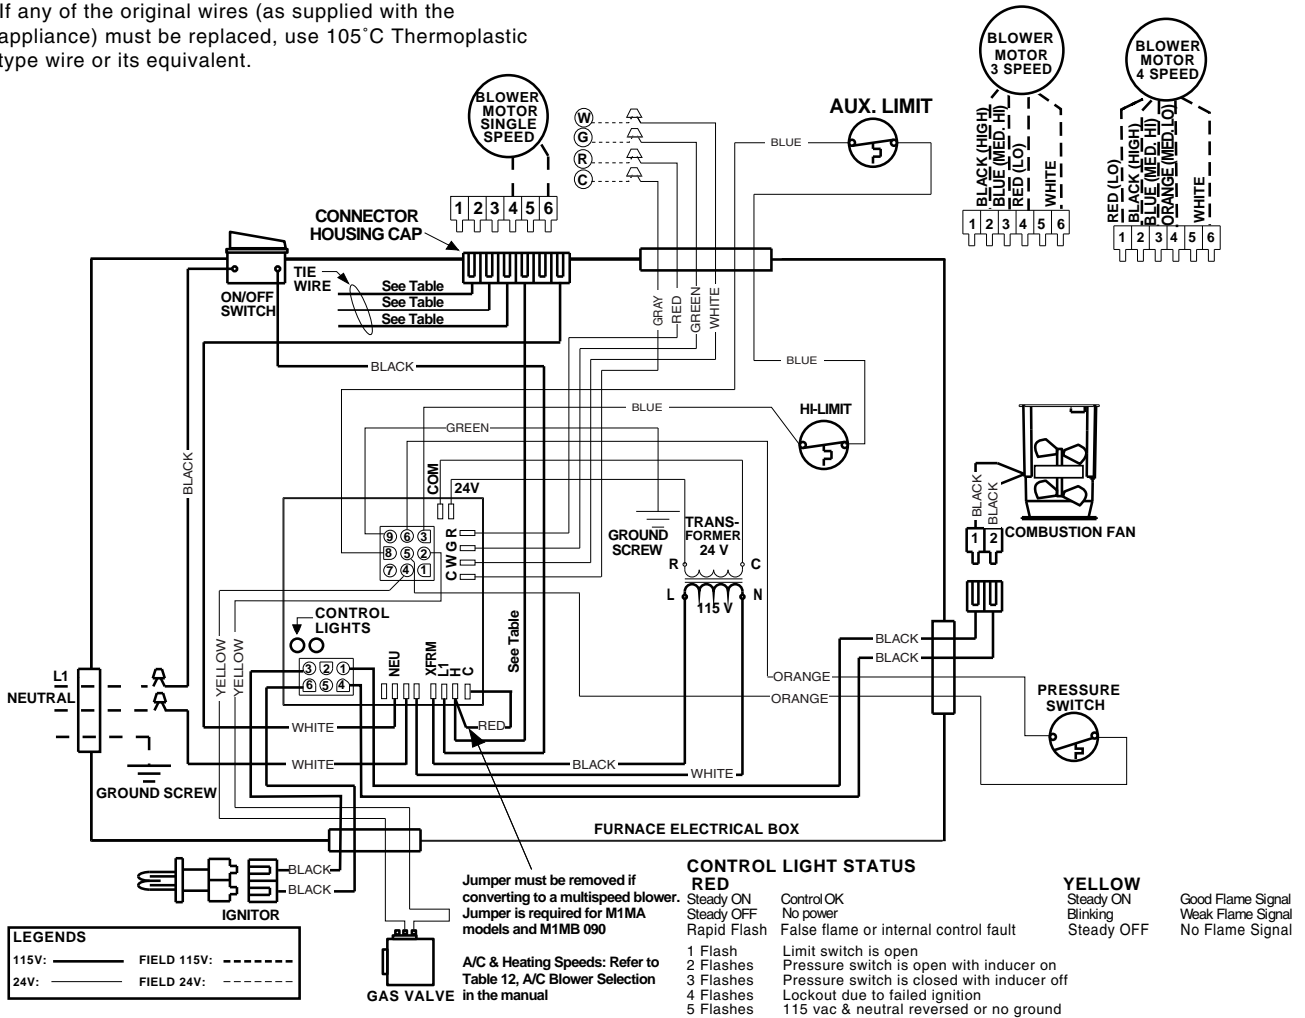 If any of the original wires (as supplied with the
appliance) must be replaced, use 105°C Thermoplastic
type wire or its equivalent.
BLOWER
MOTOR
SINGLE
SPEED
1 2 3 4 5 6
W
G
R
C
AUX. LIMIT
BLUE
BLOWER
MOTOR
3 SPEED
BLACK (HIGH)
BLUE (MED. HI)
RED (LO)
WHITE
1 2 3 4 5 6
BLOWER
MOTOR
4 SPEED
RED (LO)
BLACK (HIGH)
BLUE (MED. HI)
ORANGE (MED. LO)
WHITE
1 2 3 4 5 6
CONNECTOR
HOUSING CAP
ON/OFF
SWITCH
TIE
WIRE
See Table
See Table
See Table
GRAY
RED
GREEN
WHITE
BLACK
BLUE
BLUE
HI-LIMIT
GREEN
BLACK
COM
24V
9 6 3
8 5 2
7 4 1
R
G
W
C
GROUND
SCREW
TRANS-
FORMER
24 V
R C
L N
115 V
BLACK
BLACK
COMBUSTION FAN
1 2
CONTROL
LIGHTS
YELLOW
YELLOW
3 2 1
6 5 4
NEU
XFRM
L1
H
C
See Table
BLACK
BLACK
ORANGE
ORANGE
PRESSURE
SWITCH
L1
NEUTRAL
GROUND SCREW
WHITE
RED
WHITE
BLACK
WHITE
FURNACE ELECTRICAL BOX
BLACK
BLACK
IGNITOR
GAS VALVE
Jumper must be removed if
converting to a multispeed blower.
Jumper is required for M1MA
models and M1MB 090
A/C & Heating Speeds: Refer to
Table 12, A/C Blower Selection
in the manual
LEGENDS
115V: FIELD 115V:
24V: FIELD 24V:
CONTROL LIGHT STATUS
RED
Steady ON Control OK
Steady OFF No power
Rapid Flash False flame or internal control fault
1 Flash Limit switch is open
2 Flashes Pressure switch is open with inducer on
3 Flashes Pressure switch is closed with inducer off
4 Flashes Lockout due to failed ignition
5 Flashes 115 vac & neutral reversed or no ground
YELLOW
Steady ON Good Flame Signal
Blinking Weak Flame Signal
Steady OFF No Flame Signal